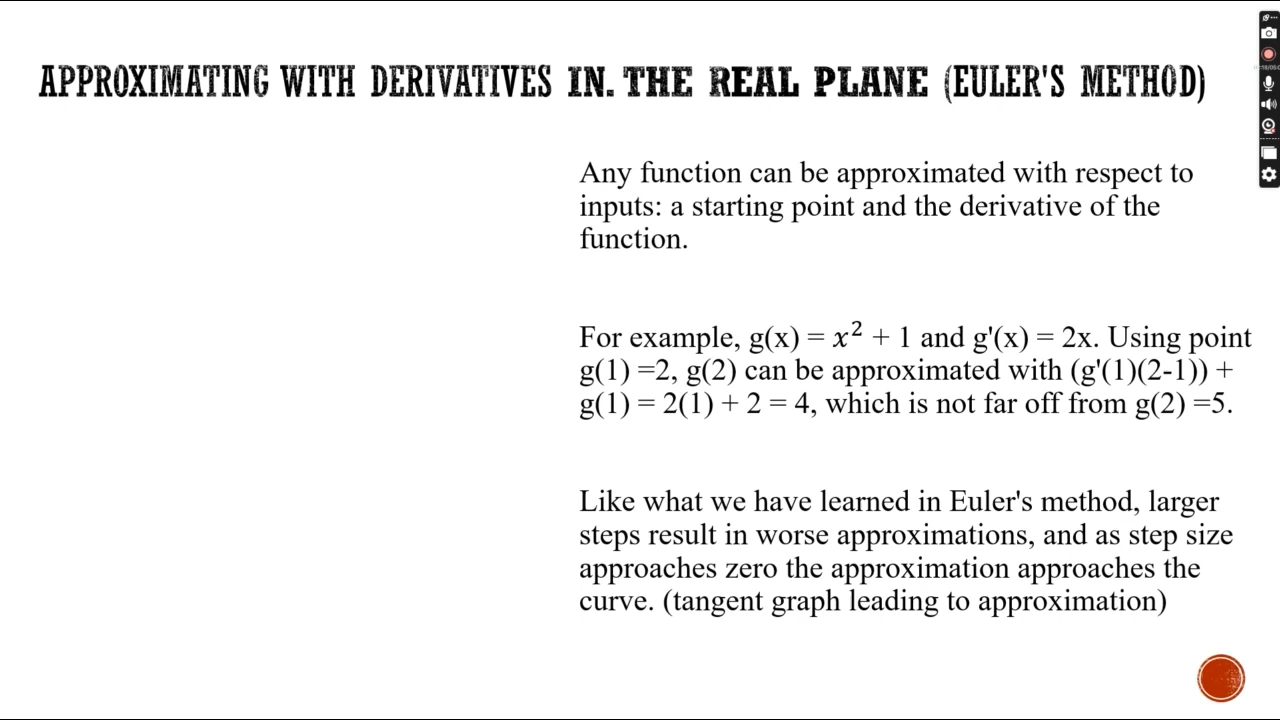 APPROXIMATING WITH DERIVATIVES IN. THE REAL PLANE (EULER'S METHOD)
Any function can be approximated with respect to
inputs: a starting point and the derivative of the
function.
For example, g(x) = 𝑥² + 1 and g'(x) = 2x. Using point
g(1) =2, g(2) can be approximated with (g'(1)(2-1)) +
g(1) = 2(1) + 2 = 4, which is not far off from g(2) =5.
Like what we have learned in Euler's method, larger
steps result in worse approximations, and as step size
approaches zero the approximation approaches the
curve. (tangent graph leading to approximation)